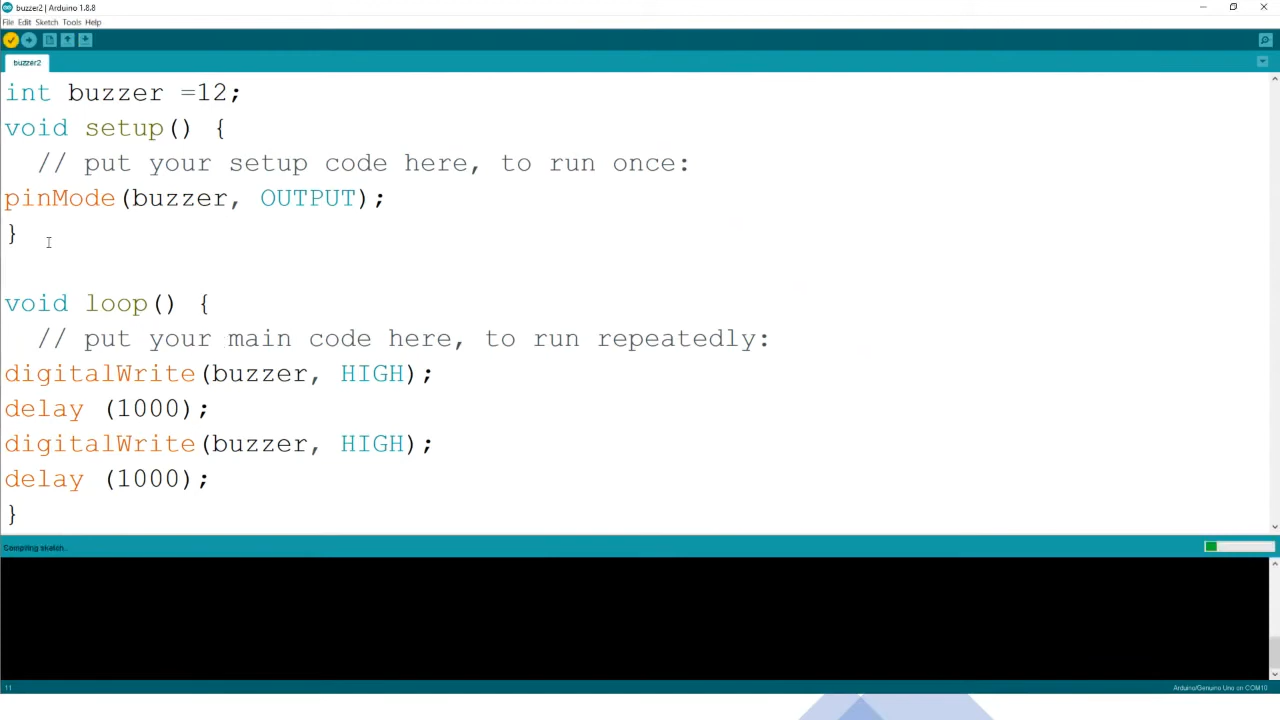 buzzer2 | Arduino 1.8.8
File Edit Sketch Tools Help
buzzer2
int buzzer =12;
void setup() {
  // put your setup code here, to run once:
pinMode(buzzer, OUTPUT);
}
void loop() {
  // put your main code here, to run repeatedly:
digitalWrite(buzzer, HIGH);
delay (1000);
digitalWrite(buzzer, HIGH);
delay (1000);
}
Compiling sketch...
11
Arduino/Genuino Uno on COM10